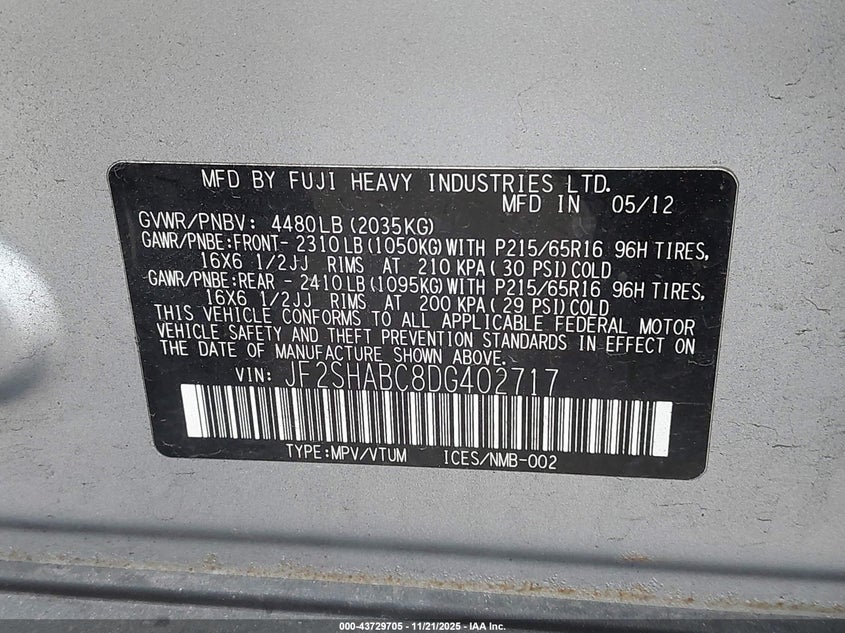 MFD BY FUJI HEAVY INDUSTRIES LTD.
MFD IN 05/12
GVWR/PNBV: 4480LB (2035KG)
GAWR/PNBE:FRONT- 2310LB (1050KG) WITH P215/65R16 96H TIRES,
16X6 1/2JJ RIMS AT 210 KPA( 30 PSI)COLD
GAWR/PNBE:REAR - 2410LB (1095KG) WITH P215/65R16 96H TIRES,
16X6 1/2JJ RIMS AT 200 KPA( 29 PSI)COLD
THIS VEHICLE CONFORMS TO ALL APPLICABLE FEDERAL MOTOR
VEHICLE SAFETY AND THEFT PREVENTION STANDARDS IN EFFECT ON
THE DATE OF MANUFACTURE SHOWN ABOVE.
VIN: JF2SHABC8DG402717
TYPE:MPV/VTUM ICES/NMB-002
000-43729705 - 11/21/2025 - IAA Inc.